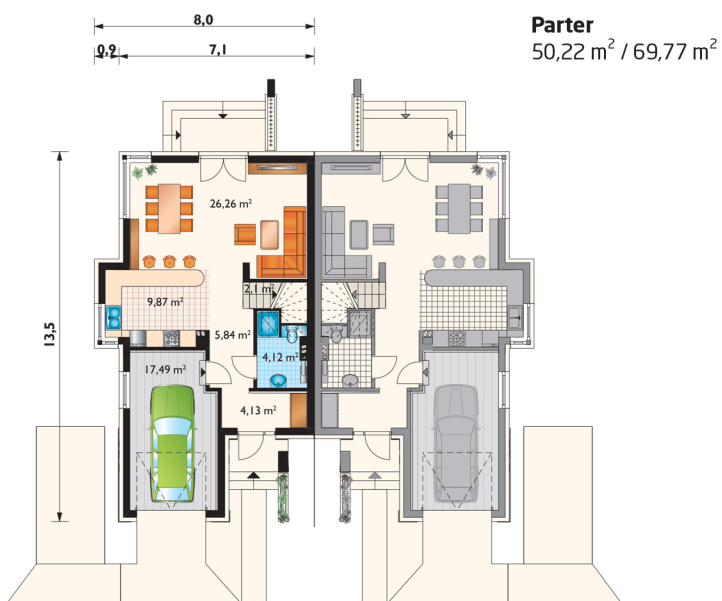 Parter
50,22 m² / 69,77 m²
8,0
0,9
7,1
26,26 m²
2,1 m²
9,87 m²
13,5
5,84 m²
4,12 m²
17,49 m²
4,13 m²